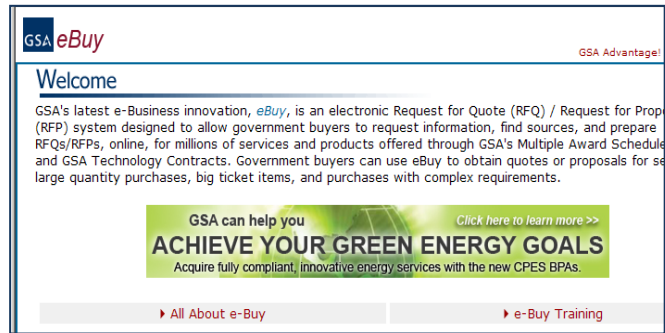 GSA eBuy
GSA Advantage!
Welcome
GSA's latest e-Business innovation, eBuy, is an electronic Request for Quote (RFQ) / Request for
(RFP) system designed to allow government buyers to request information, find sources, and prepare
RFQs/RFPs, online, for millions of services and products offered through GSA's Multiple Award
and GSA Technology Contracts. Government buyers can use eBuy to obtain quotes or proposals for
large quantity purchases, big ticket items, and purchases with complex requirements.
GSA can help you
Click here to learn more >>
ACHIEVE YOUR GREEN ENERGY GOALS
Acquire fully compliant, innovative energy services with the new CPES BPAs.
All About e-Buy
e-Buy Training